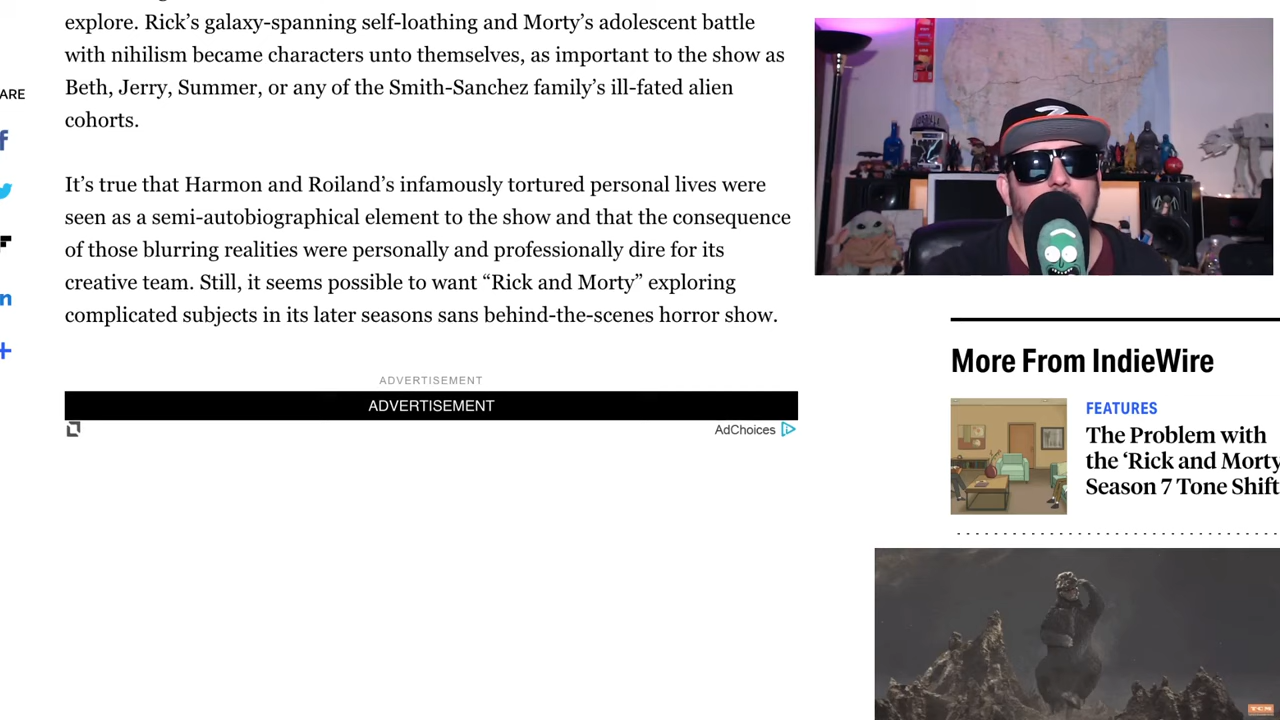 explore. Rick’s galaxy-spanning self-loathing and Morty’s adolescent battle
with nihilism became characters unto themselves, as important to the show as
Beth, Jerry, Summer, or any of the Smith-Sanchez family’s ill-fated alien
cohorts.
ARE
It’s true that Harmon and Roiland’s infamously tortured personal lives were
seen as a semi-autobiographical element to the show and that the consequence
of those blurring realities were personally and professionally dire for its
creative team. Still, it seems possible to want “Rick and Morty” exploring
complicated subjects in its later seasons sans behind-the-scenes horror show.
ADVERTISEMENT
ADVERTISEMENT
AdChoices
More From IndieWire
FEATURES
The Problem with
the ‘Rick and Morty
Season 7 Tone Shift
TCM